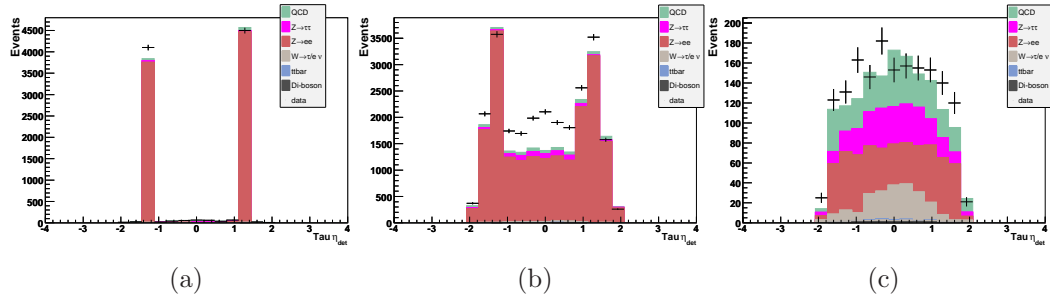 Events
4500
4000
3500
3000
2500
2000
1500
1000
500
0
-4 -3 -2 -1 0 1 2 3 4
Tau η det
QCD
Z→ττ
Z→ee
W→τ/e ν
ttbar
Di-boson
data
(a)
Events
3500
3000
2500
2000
1500
1000
500
0
-4 -3 -2 -1 0 1 2 3 4
Tau η det
QCD
Z→ττ
Z→ee
W→τ/e ν
ttbar
Di-boson
data
(b)
Events
200
180
160
140
120
100
80
60
40
20
0
-4 -3 -2 -1 0 1 2 3 4
Tau η det
QCD
Z→ττ
Z→ee
W→τ/e ν
ttbar
Di-boson
data
(c)